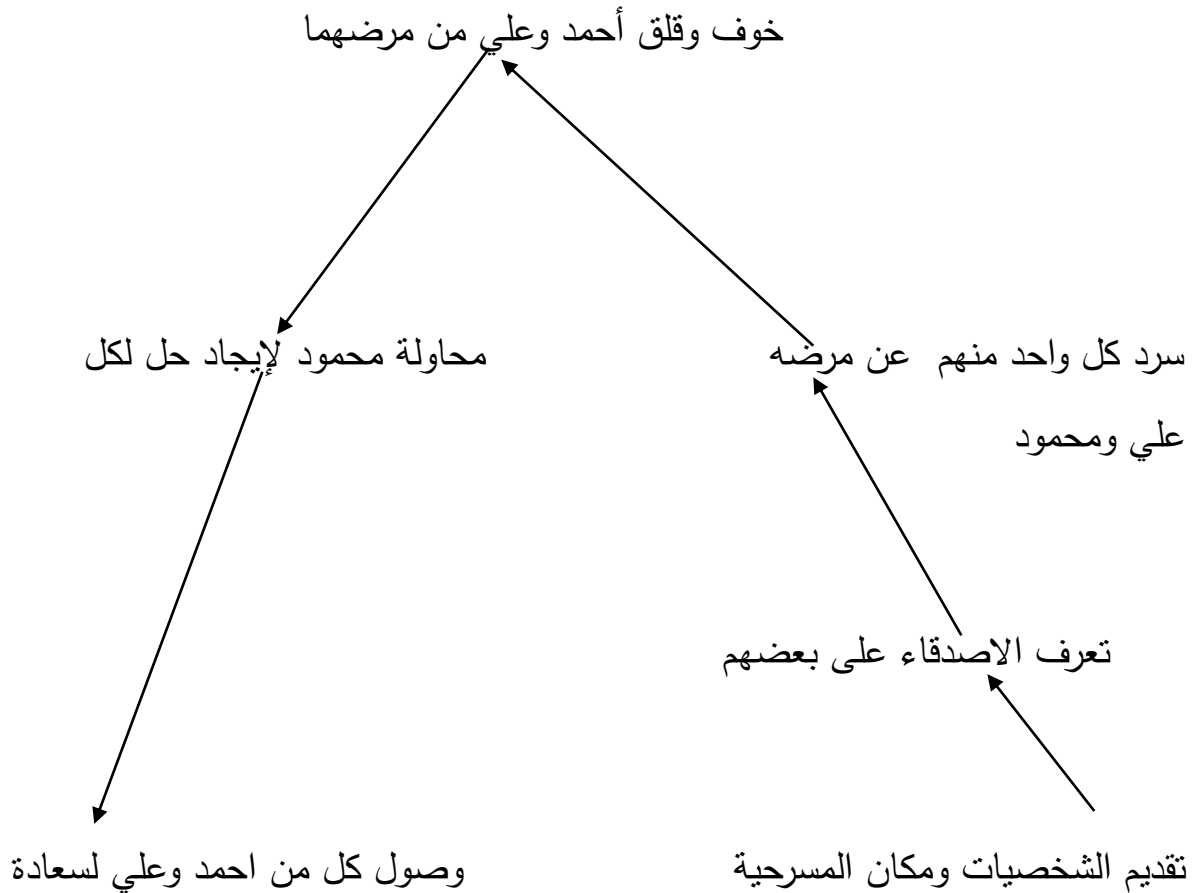 خوف وقلق أحمد وعلي من مرضهما
سرد كل واحد منهم عن مرضه
محاولة محمود لإيجاد حل لكل
علي ومحمود
تعرف الاصدقاء على بعضهم
تقديم الشخصيات ومكان المسرحية
وصول كل من احمد وعلي لسعادة